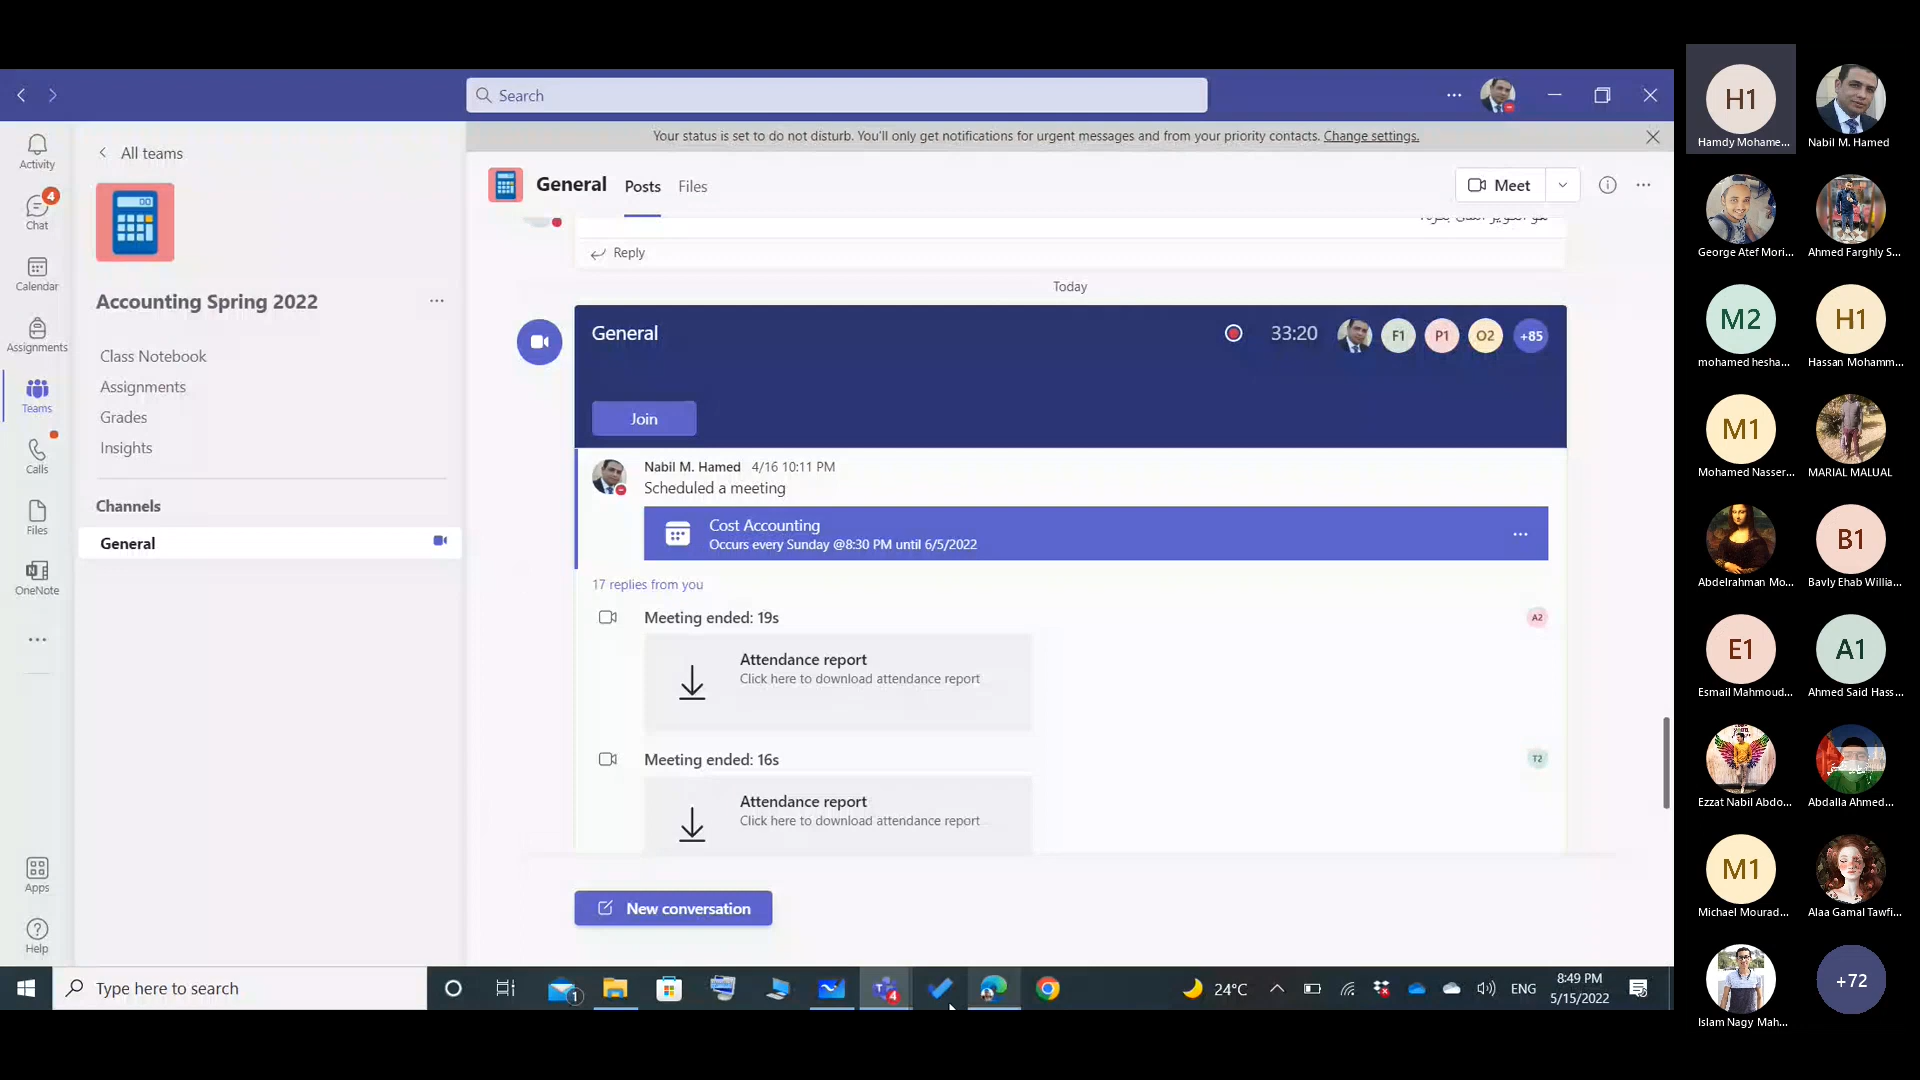 Search
Your status is set to do not disturb. You'll only get notifications for urgent messages and from your priority contacts. Change settings.
Activity
Chat
4
Calendar
Assignments
Teams
Calls
Files
OneNote
Apps
Help
All teams
Accounting Spring 2022
Class Notebook
Assignments
Grades
Insights
Channels
General
General
Posts
Files
Meet
Reply
Today
General
33:20
F1
P1
O2
+85
Join
Nabil M. Hamed 4/16 10:11 PM
Scheduled a meeting
Cost Accounting
Occurs every Sunday @8:30 PM until 6/5/2022
17 replies from you
Meeting ended: 19s
A2
Attendance report
Click here to download attendance report
Meeting ended: 16s
T2
Attendance report
Click here to download attendance report
New conversation
Type here to search
1
4
24°C
ENG
8:49 PM
5/15/2022
H1
Hamdy Mohame...
Nabil M. Hamed
George Atef Mori...
Ahmed Farghly S...
M2
mohamed hesha...
H1
Hassan Mohamm...
M1
Mohamed Nasser...
MARIAL MALUAL
Abdelrahman Mo...
B1
Bavly Ehab Willia...
E1
Esmail Mahmoud...
A1
Ahmed Said Hass...
Ezzat Nabil Abdo...
Abdalla Ahmed...
M1
Michael Mourad...
Alaa Gamal Tawfi...
Islam Nagy Mah...
+72